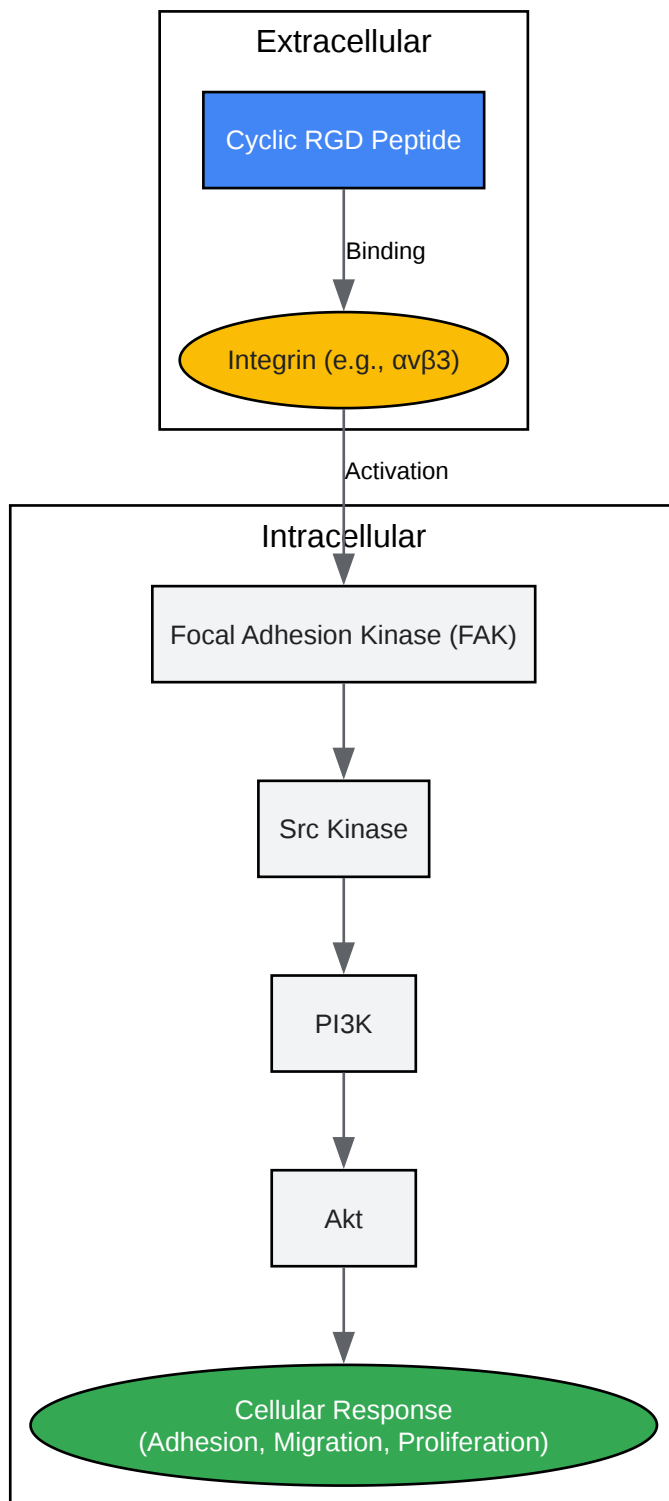 Extracellular
Cyclic RGD Peptide
Binding
Integrin (e.g., αvβ3)
Activation
Intracellular
Focal Adhesion Kinase (FAK)
Src Kinase
PI3K
Akt
Cellular Response
(Adhesion, Migration, Proliferation)